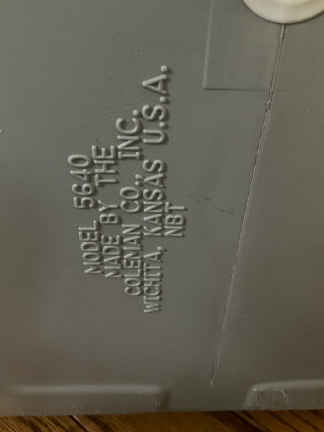 MODEL 5640
MADE BY THE
COLEMAN CO., INC.
WICHITA, KANSAS U.S.A.
NBT